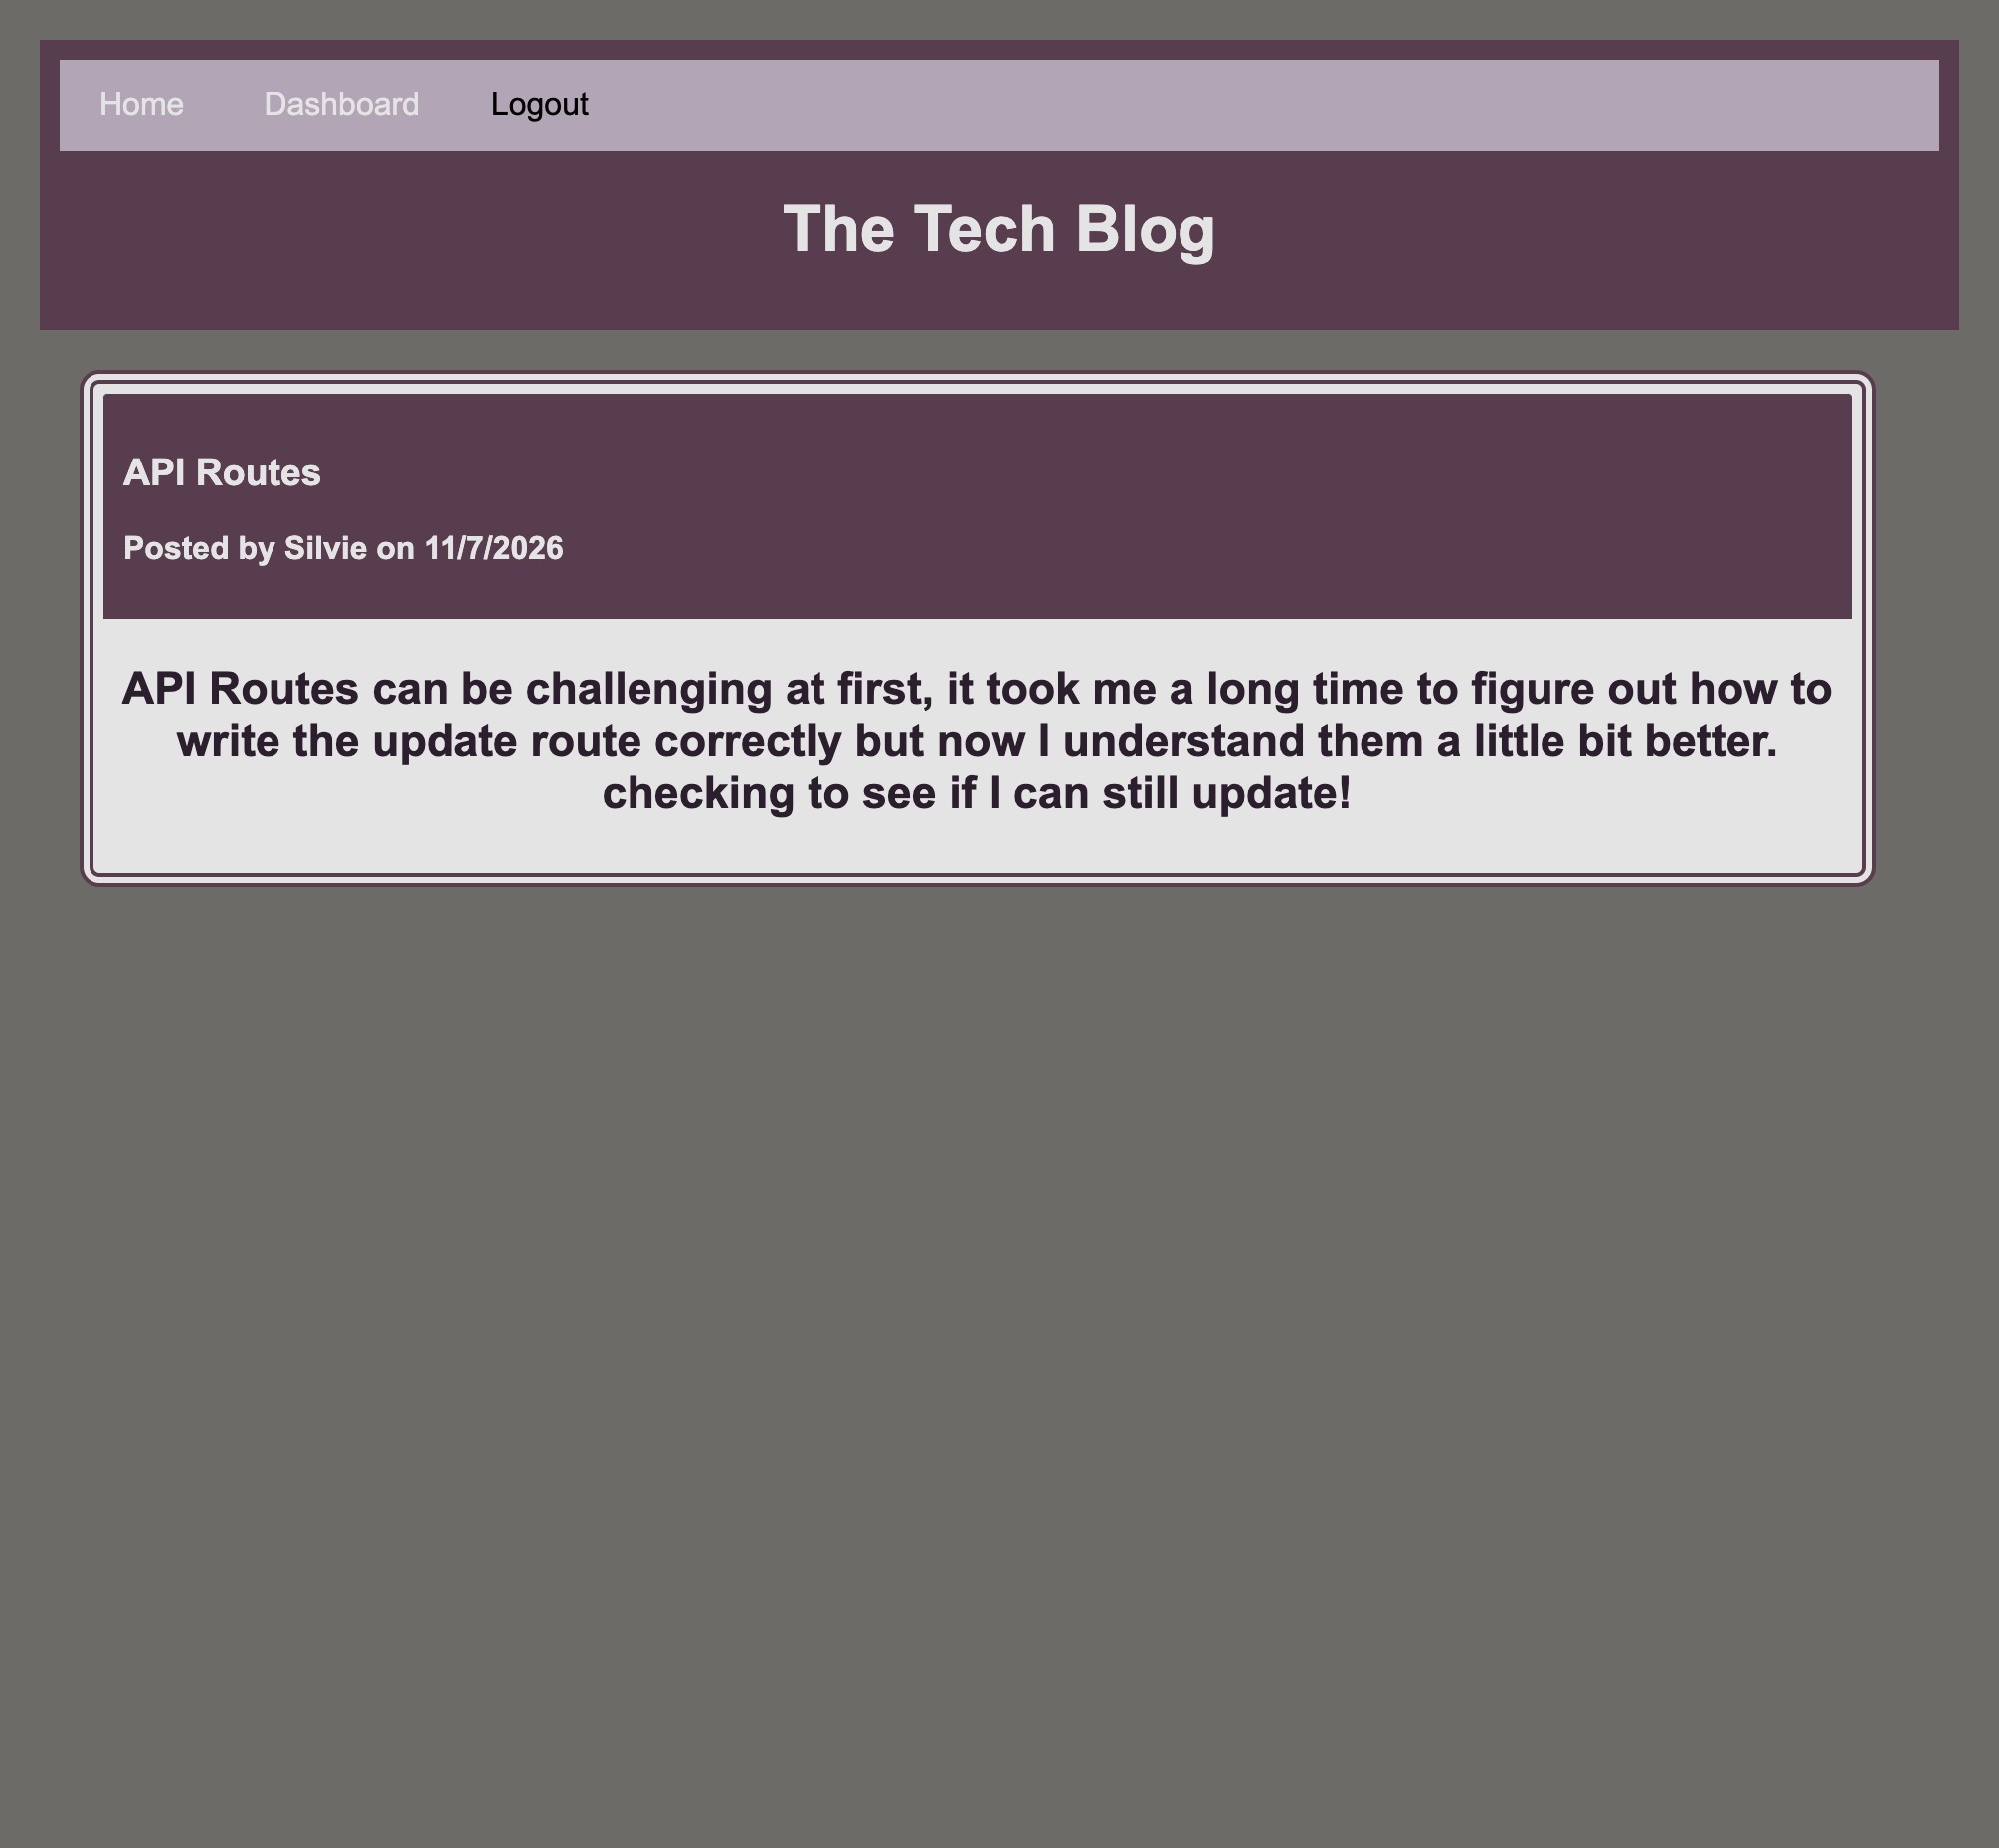 Home Dashboard Logout
The Tech Blog
API Routes
Posted by Silvie on 11/7/2026
API Routes can be challenging at first, it took me a long time to figure out how to
write the update route correctly but now I understand them a little bit better.
checking to see if I can still update!